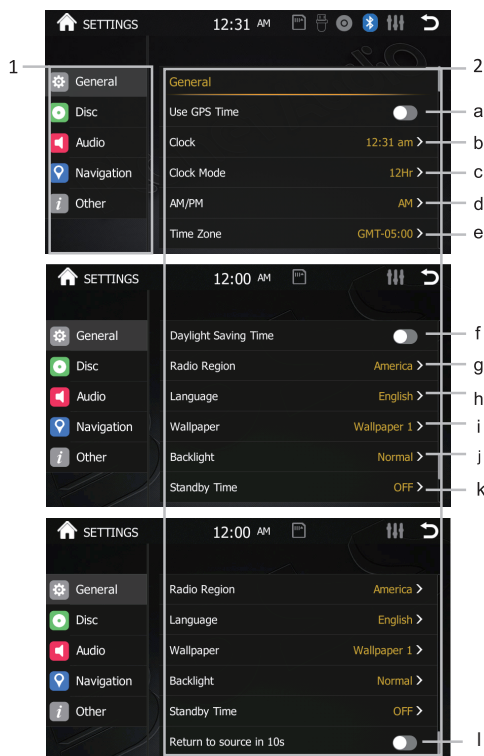 SETTINGS 12:31 AM
1 2
General General
Disc Use GPS Time a
Audio Clock 12:31 am > b
Navigation Clock Mode 12Hr > c
Other AM/PM AM > d
Time Zone GMT-05:00 > e
SETTINGS 12:00 AM
General Daylight Saving Time f
Disc Radio Region America > g
Audio Language English > h
Navigation Wallpaper Wallpaper 1 > i
Other Backlight Normal > j
Standby Time OFF > k
SETTINGS 12:00 AM
General Radio Region America >
Disc Language English >
Audio Wallpaper Wallpaper 1 >
Navigation Backlight Normal >
Other Standby Time OFF >
Return to source in 10s l